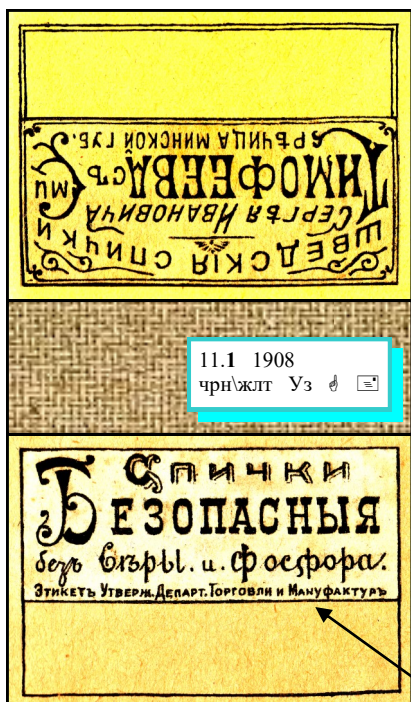 ШВЕДСКІЯ СПИЧКИ
СЕРГѢЯ ИВАНОВИЧА
ТИМОФЕЕВА СЪ СМИ
РѢЧИЦА МИНСКОЙ ГУБ.
11.1 1908
чрн\жлт Уз
Спички
БЕЗОПАСНЫЯ
безъ Сѣры. и. Фосфора.
ЭТИКЕТЪ УТВЕРЖ. ДЕПАРТ. ТОРГОВЛИ И МАНУФАКТУРЪ